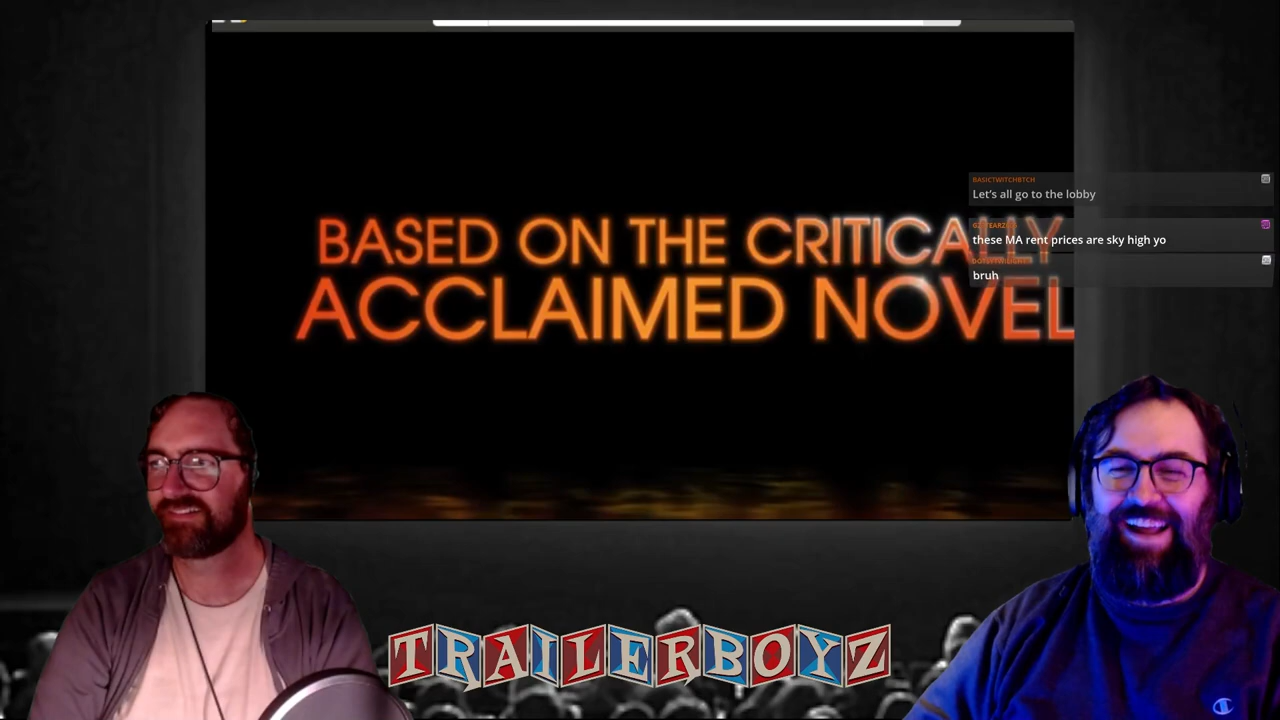 BASED ON THE CRITICALLY
ACCLAIMED NOVEL
BASICTWITCHBTCH
Let's all go to the lobby
these MA rent prices are sky high yo
bruh
TRAILERBOYZ